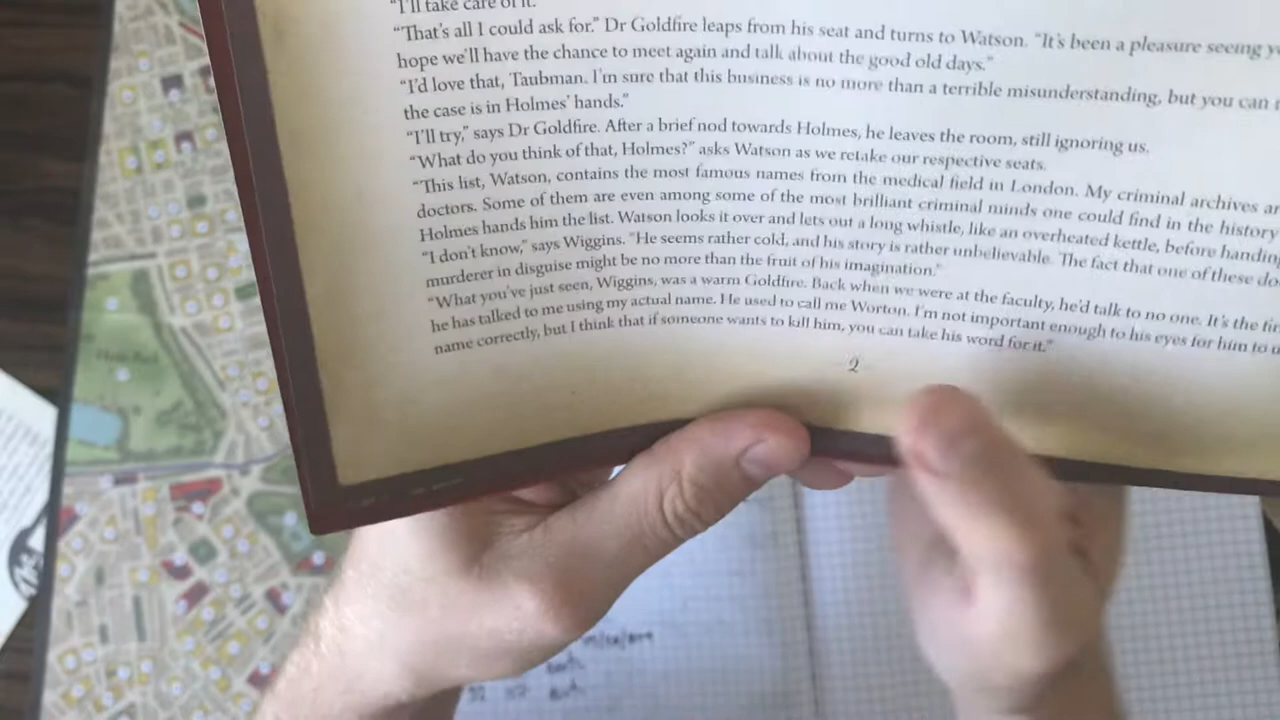 "I'll take care of it.
"That's all I could ask for." Dr Goldfire leaps from his seat and turns to Watson. "It's been a pleasure seeing
hope we'll have the chance to meet again and talk about the good old days."
"I'd love that, Taubman. I'm sure that this business is no more than a terrible misunderstanding, but you can
the case is in Holmes' hands."
"I'll try," says Dr Goldfire. After a brief nod towards Holmes, he leaves the room, still ignoring us.
"What do you think of that, Holmes?" asks Watson as we retake our respective seats.
"This list, Watson, contains the most famous names from the medical field in London. My criminal archives
doctors. Some of them are even among some of the most brilliant criminal minds one could find in the history
Holmes hands him the list. Watson looks it over and lets out a long whistle, like an overheated kettle, before handing
"I don't know," says Wiggins. "He seems rather cold, and his story is rather unbelievable. The fact that one of these
murderer in disguise might be no more than the fruit of his imagination."
"What you've just seen, Wiggins, was a warm Goldfire. Back when we were at the faculty, he'd talk to no one. It's the
he has talked to me using my actual name. He used to call me Worton. I'm not important enough to his eyes for him to
name correctly, but I think that if someone wants to kill him, you can take his word for it."
2